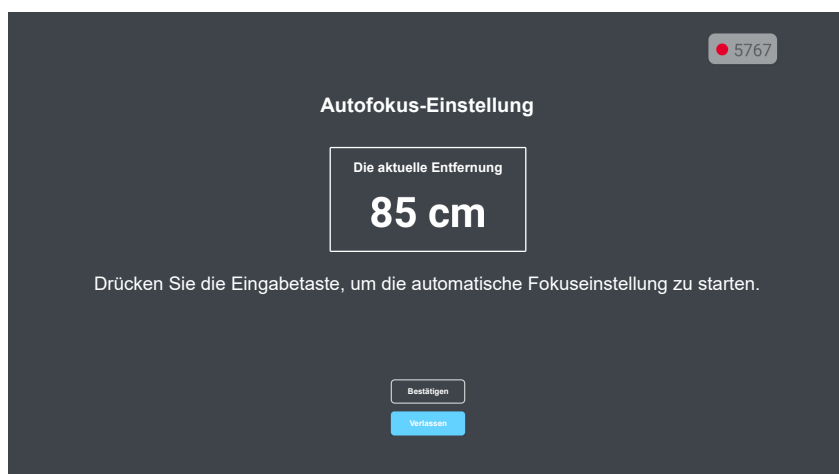 5767
Autofokus-Einstellung
Die aktuelle Entfernung
85 cm
Drücken Sie die Eingabetaste, um die automatische Fokuseinstellung zu starten.
Bestätigen
Verlassen